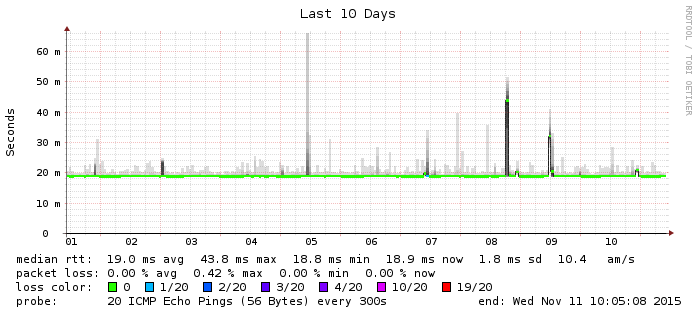 Last 10 Days
RRDTOOL / TOBI OETIKER
Seconds
60 m
50 m
40 m
30 m
20 m
10 m
0
01 02 03 04 05 06 07 08 09 10
median rtt: 19.0 ms avg 43.8 ms max 18.8 ms min 18.9 ms now 1.8 ms sd 10.4 am/s
packet loss: 0.00 % avg 0.42 % max 0.00 % min 0.00 % now
loss color: 0 1/20 2/20 3/20 4/20 10/20 19/20
probe: 20 ICMP Echo Pings (56 Bytes) every 300s end: Wed Nov 11 10:05:08 2015